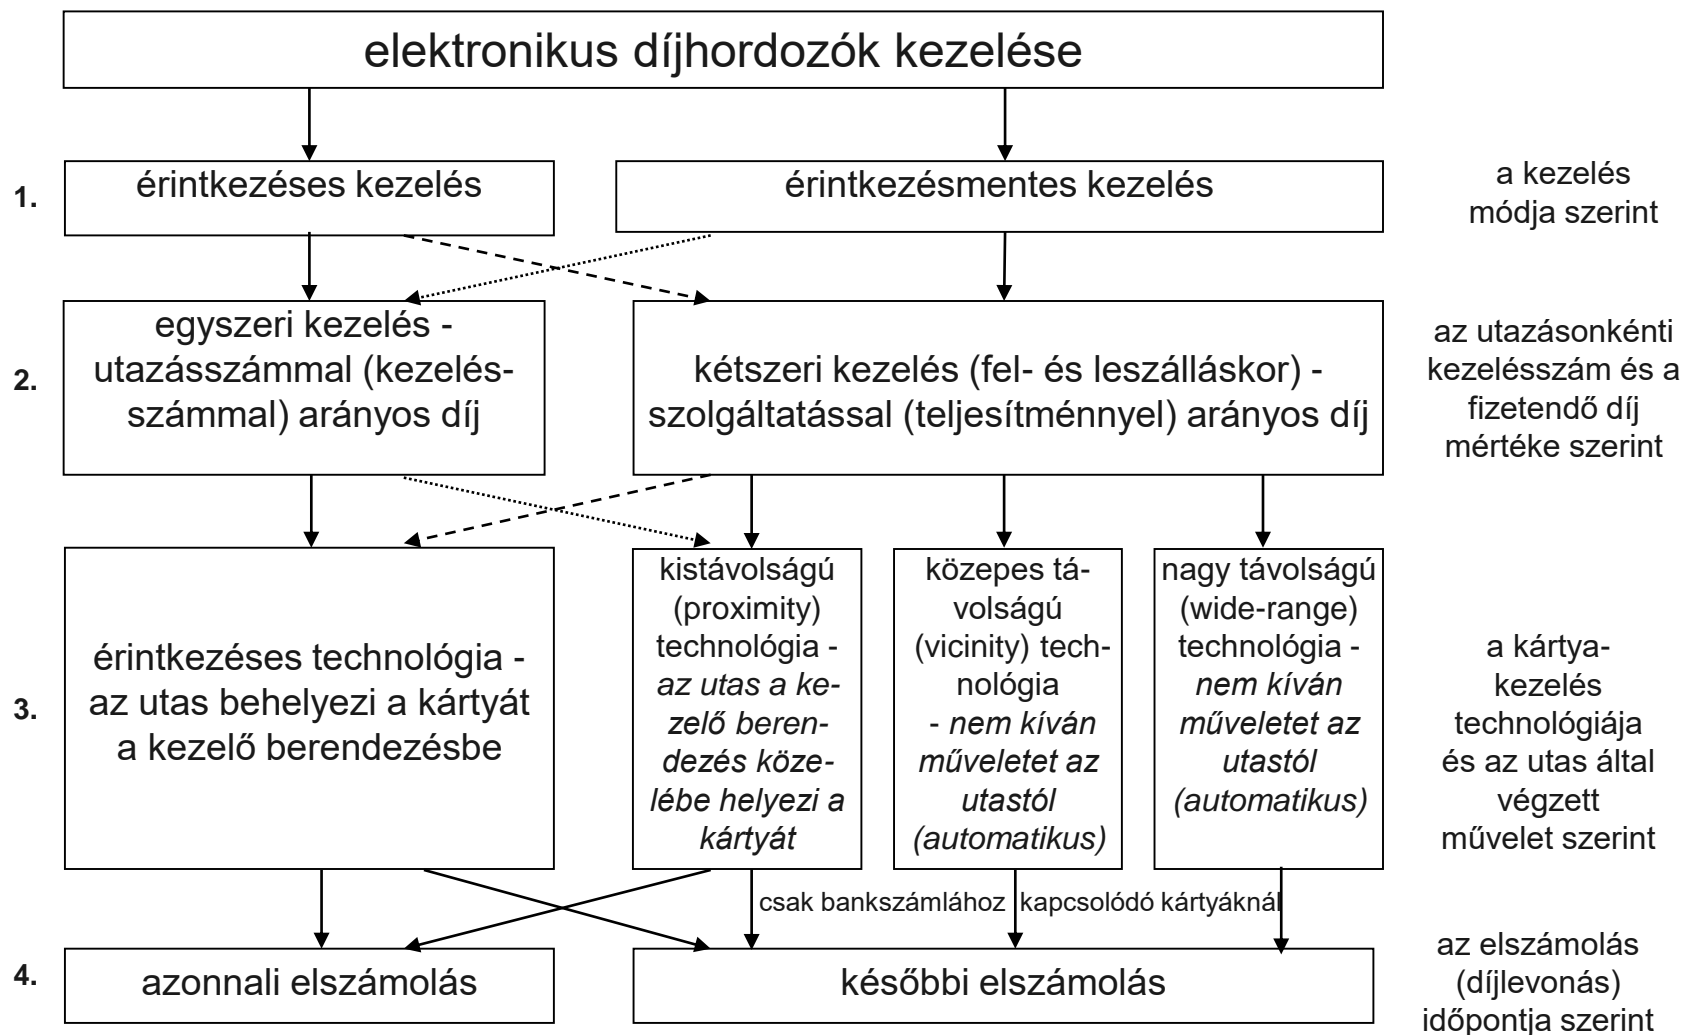 elektronikus díjhordozók kezelése
1.
érintkezéses kezelés
érintkezésmentes kezelés
a kezelés
módja szerint
2.
egyszeri kezelés -
utazásszámmal (kezelés-
számmal) arányos díj
kétszeri kezelés (fel- és leszálláskor) -
szolgáltatással (teljesítménnyel) arányos díj
az utazásonkénti
kezelésszám és a
fizetendő díj
mértéke szerint
3.
érintkezéses technológia -
az utas behelyezi a kártyát
a kezelő berendezésbe
kistávolságú
(proximity)
technológia -
az utas a ke-
zelő beren-
dezés köze-
lébe helyezi a
kártyát
közepes tá-
volságú
(vicinity) tech-
nológia
- nem kíván
műveletet az
utastól
(automatikus)
nagy távolságú
(wide-range)
technológia -
nem kíván
műveletet az
utastól
(automatikus)
a kártya-
kezelés
technológiája
és az utas által
végzett
művelet szerint
csak bankszámlához kapcsolódó kártyáknál
4.
azonnali elszámolás
későbbi elszámolás
az elszámolás
(díjlevonás)
időpontja szerint